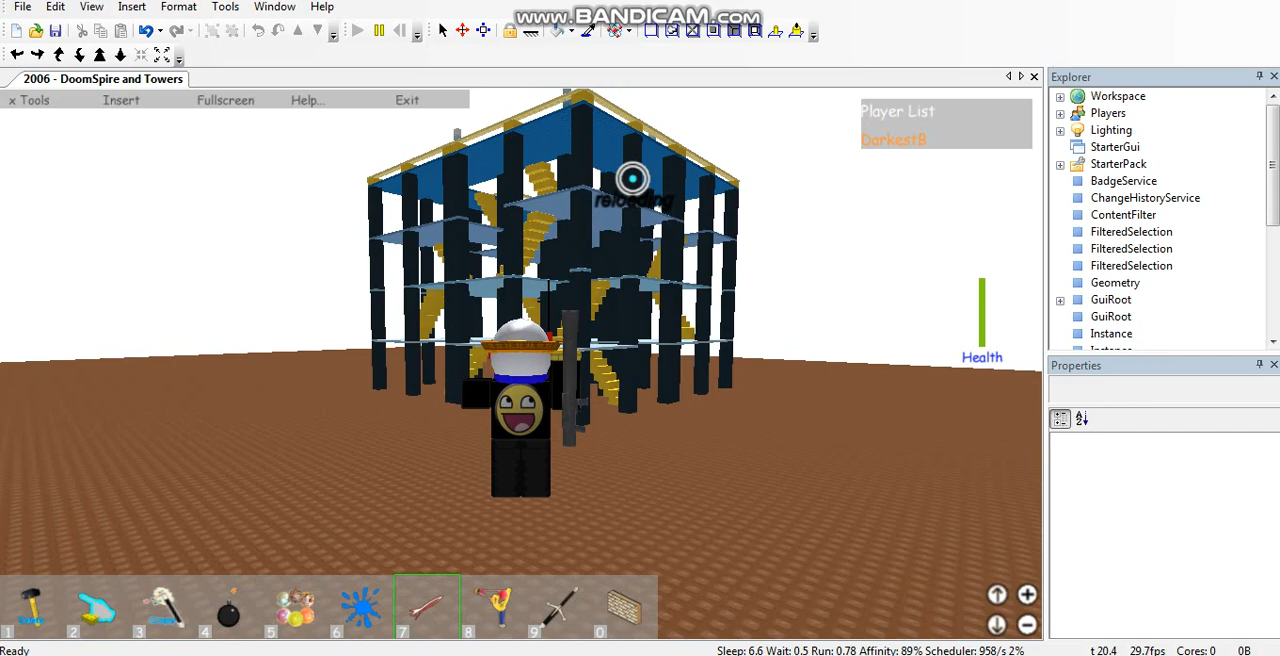 File Edit View Insert Format Tools Window Help
www.BANDICAM.com
2006 - DoomSpire and Towers
x Tools Insert Fullscreen Help... Exit
Player List
DarkestB
reloading
Health
Explorer
Workspace
Players
Lighting
StarterGui
StarterPack
BadgeService
ChangeHistoryService
ContentFilter
FilteredSelection
FilteredSelection
FilteredSelection
Geometry
GuiRoot
GuiRoot
Instance
Properties
1 2 3 4 5 6 7 8 9 0
Ready
Sleep: 6.6 Wait: 0.5 Run: 0.78 Affinity: 89% Scheduler: 958/s 2% t 20.4 29.7fps Cores: 0 0B